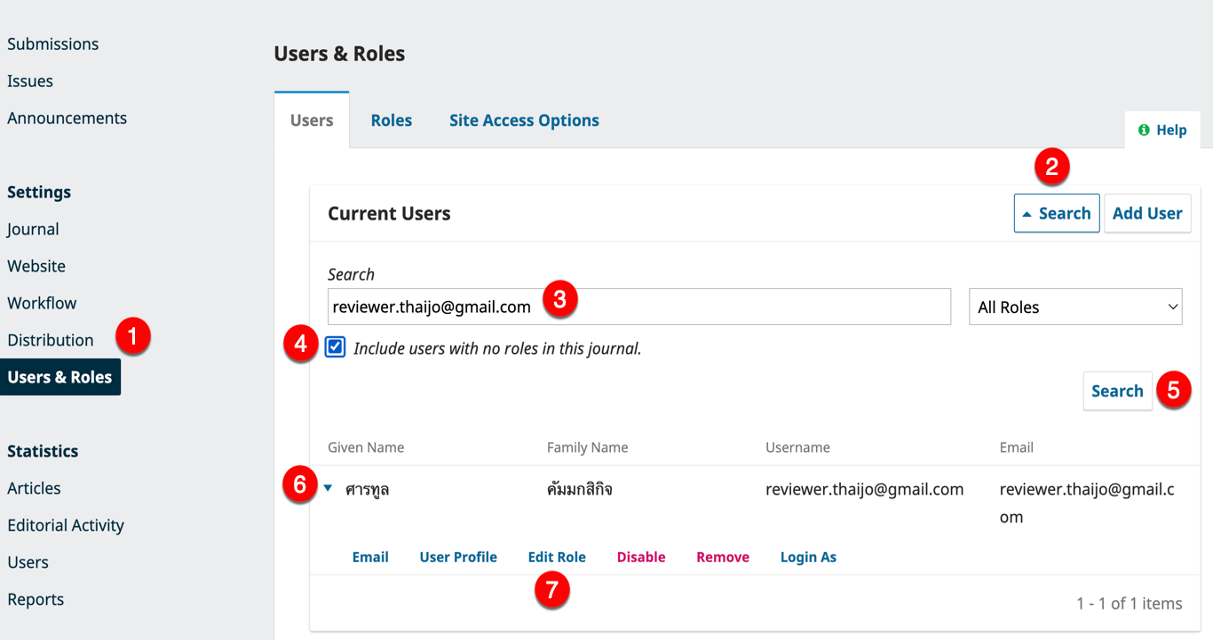 Submissions
Issues
Announcements
Settings
Journal
Website
Workflow
Distribution
1
Users & Roles
Statistics
Articles
Editorial Activity
Users
Reports
Users & Roles
Users Roles Site Access Options
Help
2
Current Users Search Add User
Search
reviewer.thaijo@gmail.com 3 All Roles
4 Include users with no roles in this journal.
Search 5
Given Name Family Name Username Email
6 ศารทูล คัมมกสิกิจ reviewer.thaijo@gmail.com reviewer.thaijo@gmail.c
om
Email User Profile Edit Role Disable Remove Login As
7
1 - 1 of 1 items